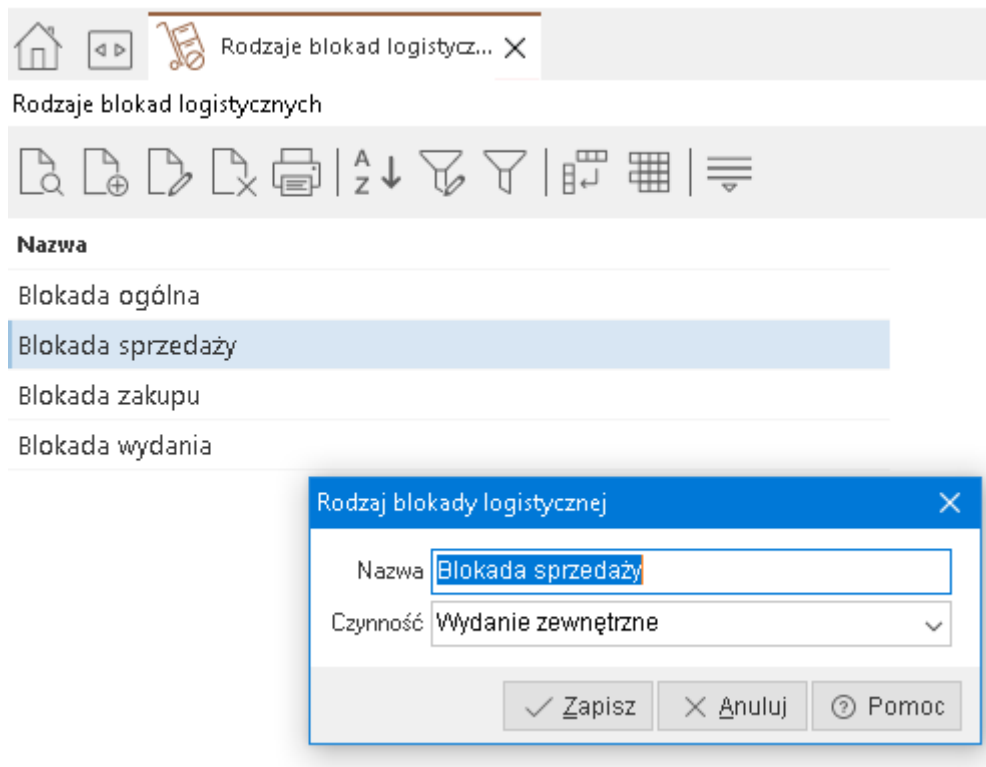 Rodzaje blokad logistycz...
Rodzaje blokad logistycznych
A
Z
Nazwa
Blokada ogólna
Blokada sprzedaży
Blokada zakupu
Blokada wydania
Rodzaj blokady logistycznej
Nazwa Blokada sprzedaży
Czynność Wydanie zewnętrzne
Zapisz Anuluj Pomoc